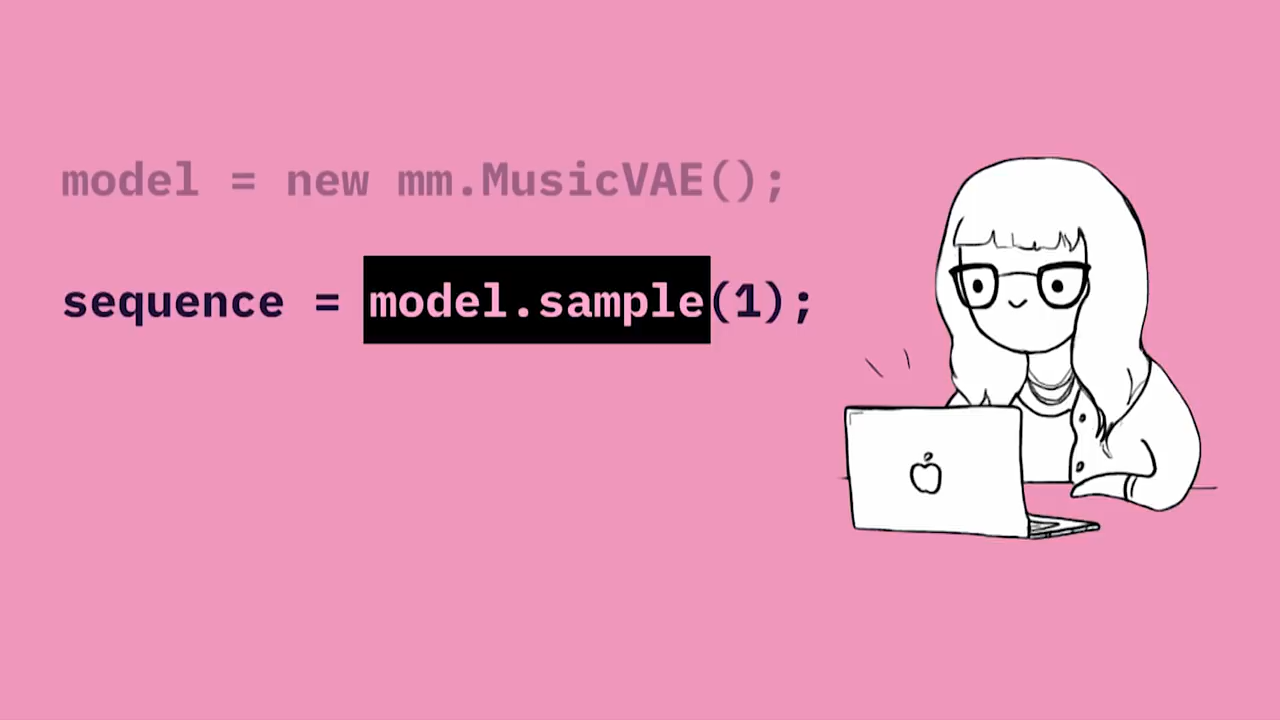 model = new mm.MusicVAE();
sequence = model.sample(1);